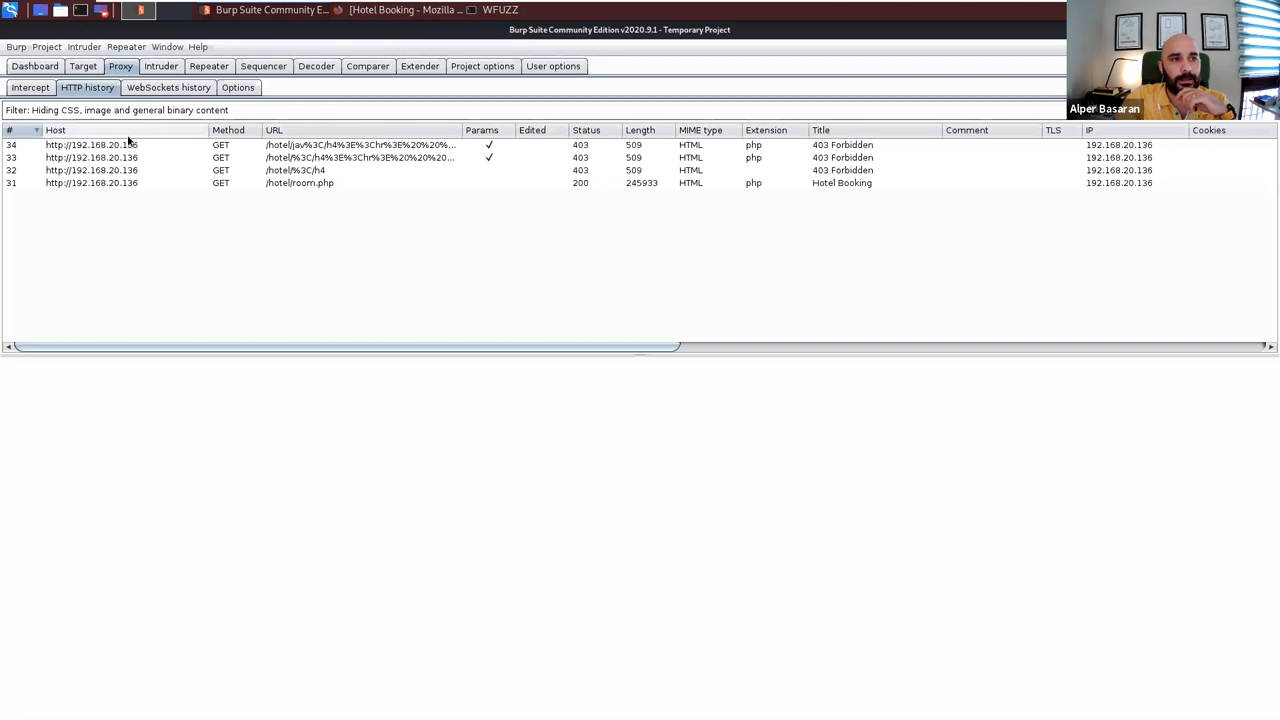 Burp Suite Community E... [Hotel Booking - Mozilla ... WFUZZ
Burp Suite Community Edition v2020.9.1 - Temporary Project
Burp Project Intruder Repeater Window Help
Dashboard Target Proxy Intruder Repeater Sequencer Decoder Comparer Extender Project options User options
Intercept HTTP history WebSockets history Options
Filter: Hiding CSS, image and general binary content
Alper Basaran
# Host Method URL Params Edited Status Length MIME type Extension Title Comment TLS IP Cookies
34 http://192.168.20.136 GET /hotel/jav%3C/h4%3E%3Chr%3E%20%20%... ✓ 403 509 HTML php 403 Forbidden 192.168.20.136
33 http://192.168.20.136 GET /hotel/%3C/h4%3E%3Chr%3E%20%20%20... ✓ 403 509 HTML php 403 Forbidden 192.168.20.136
32 http://192.168.20.136 GET /hotel/%3C/h4 403 509 HTML 403 Forbidden 192.168.20.136
31 http://192.168.20.136 GET /hotel/room.php 200 245933 HTML php Hotel Booking 192.168.20.136